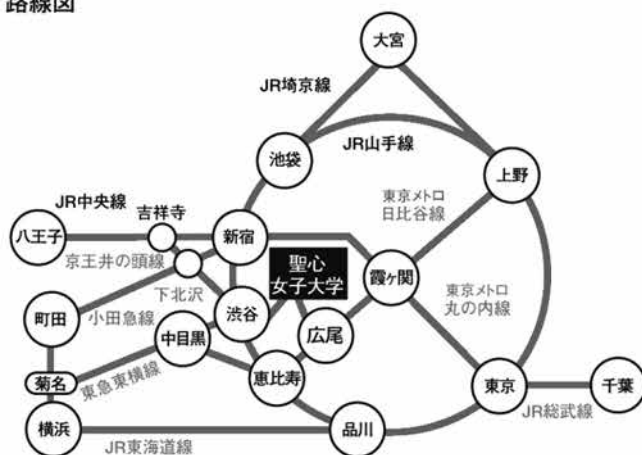 路線図
大宮
JR埼京線
JR山手線
池袋
上野
東京メトロ
日比谷線
JR中央線
吉祥寺
八王子
新宿
京王井の頭線
聖心
女子大学
霞ヶ関
下北沢
東京メトロ
丸の内線
町田
小田急線
渋谷
中目黒
広尾
菊名
東急東横線
恵比寿
東京
千葉
JR総武線
横浜
JR東海道線
品川